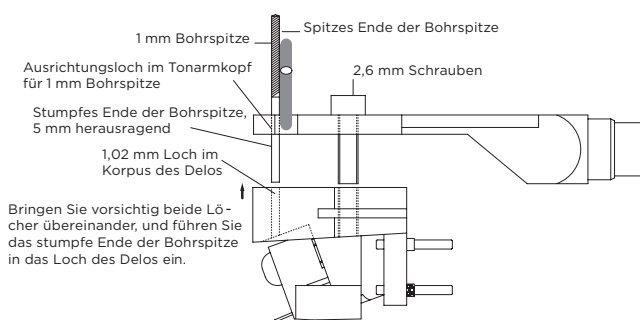 Spitzes Ende der Bohrspitze
1 mm Bohrspitze
Ausrichtungsloch im Tonarmkopf
für 1 mm Bohrspitze
2,6 mm Schrauben
Stumpfes Ende der Bohrspitze,
5 mm herausragend
1,02 mm Loch im
Korpus des Delos
Bringen Sie vorsichtig beide Lö-
cher übereinander, und führen Sie
das stumpfe Ende der Bohrspitze
in das Loch des Delos ein.